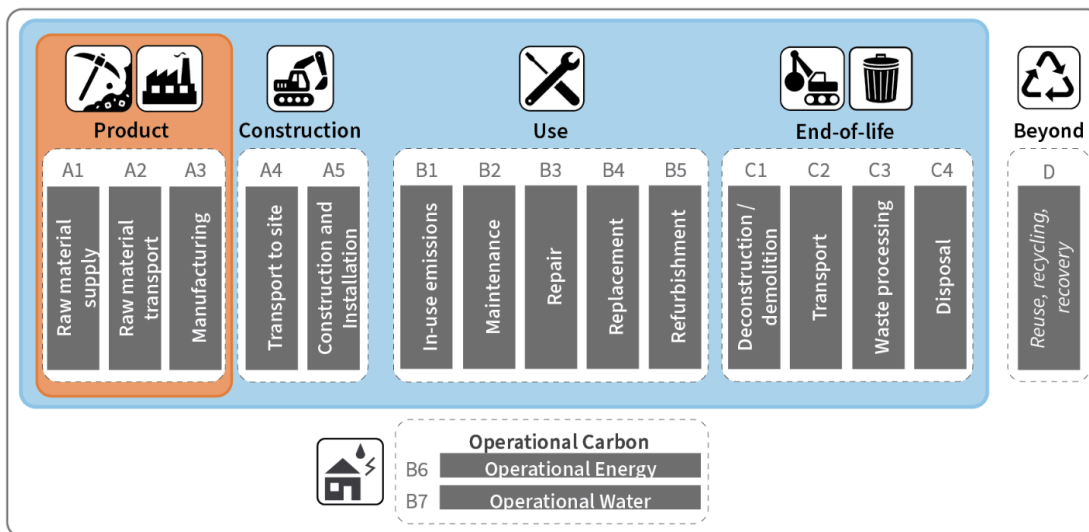 Product
Construction
Use
End-of-life
Beyond
A1
A2
A3
A4
A5
B1
B2
B3
B4
B5
C1
C2
C3
C4
D
Raw material
supply
Raw material
transport
Manufacturing
Transport to site
Construction and
Installation
In-use emissions
Maintenance
Repair
Replacement
Refurbishment
Deconstruction /
demolition
Transport
Waste processing
Disposal
Reuse, recycling,
recovery
Operational Carbon
B6 Operational Energy
B7 Operational Water